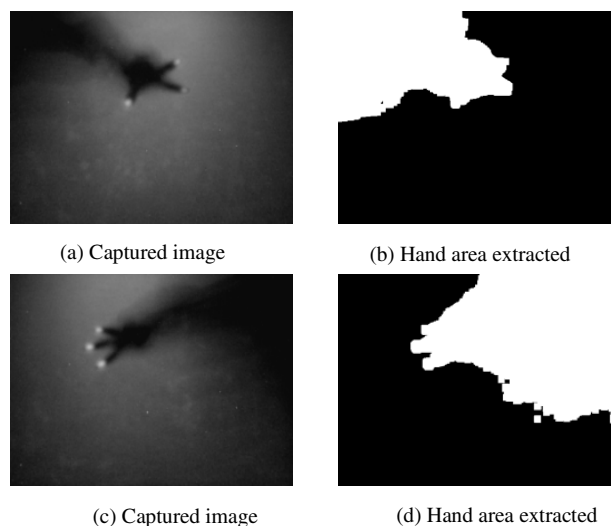 (a) Captured image
(b) Hand area extracted
(c) Captured image
(d) Hand area extracted